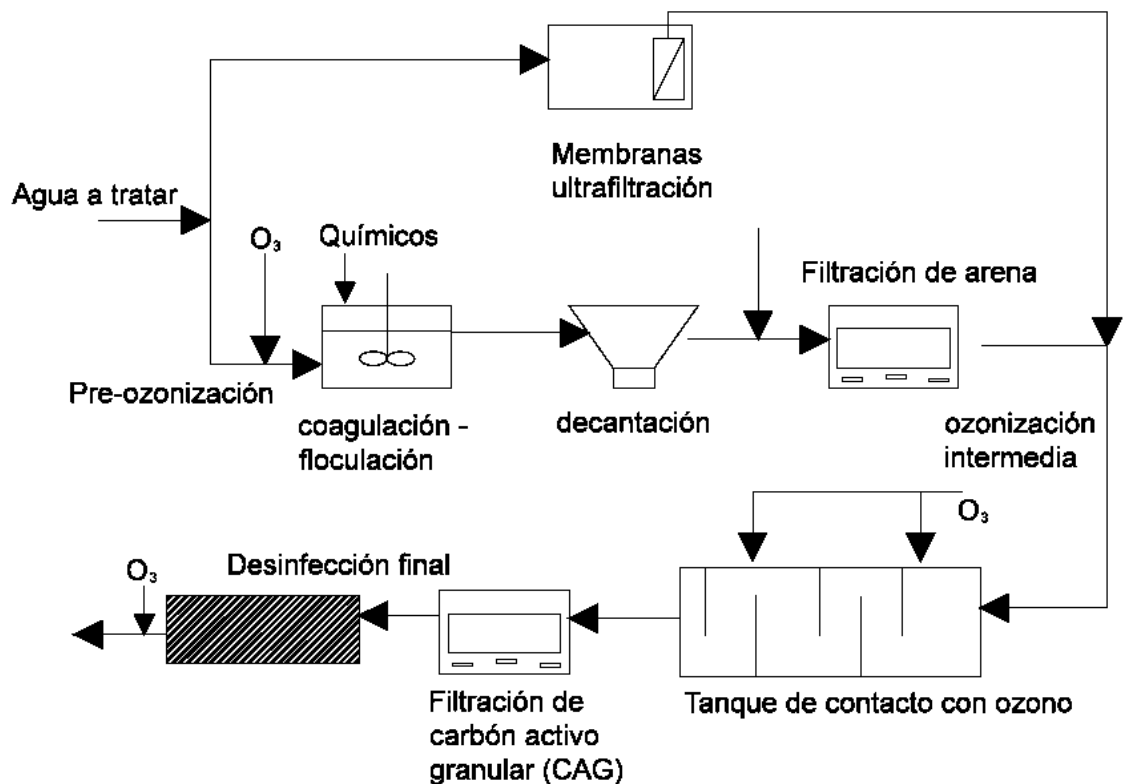 Membranas
ultrafiltración
Agua a tratar
O₃
Químicos
Filtración de arena
Pre-ozonización
coagulación -
floculación
decantación
ozonización
intermedia
O₃
Desinfección final
O₃
Filtración de
carbón activo
granular (CAG)
Tanque de contacto con ozono